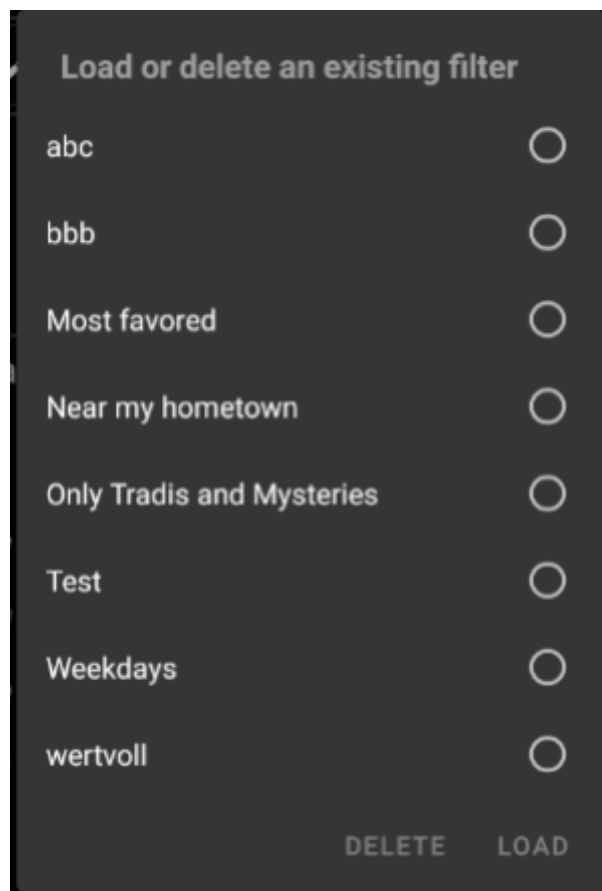 Load or delete an existing filter
abc
bbb
Most favored
Near my hometown
Only Tradis and Mysteries
Test
Weekdays
wertvoll
DELETE LOAD